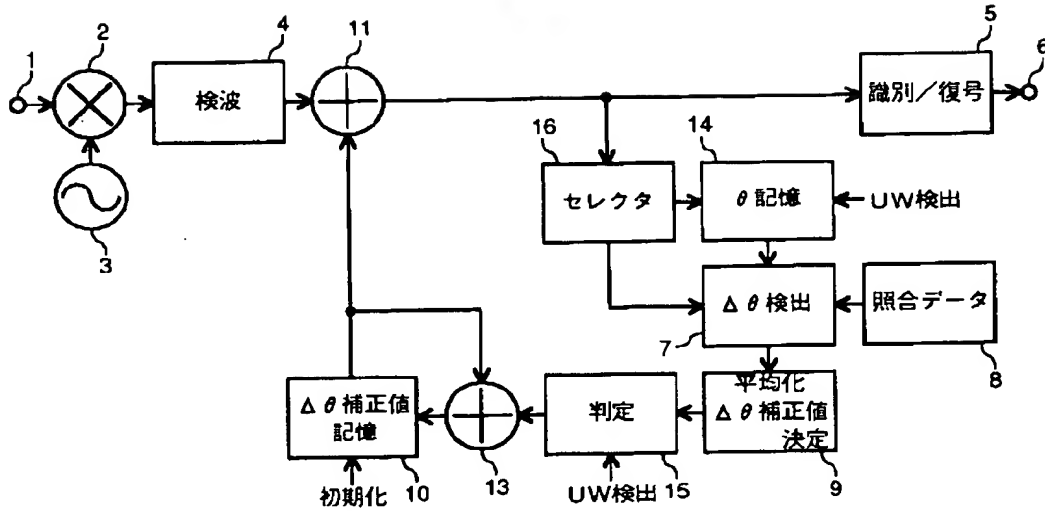 1
2
3
4
検波
11
5
識別/復号
6
16
セレクタ
14
θ記憶
UW検出
Δθ検出
7
照合データ
8
平均化
Δθ補正値
決定
9
判定
15
UW検出
13
Δθ補正値
記憶
10
初期化